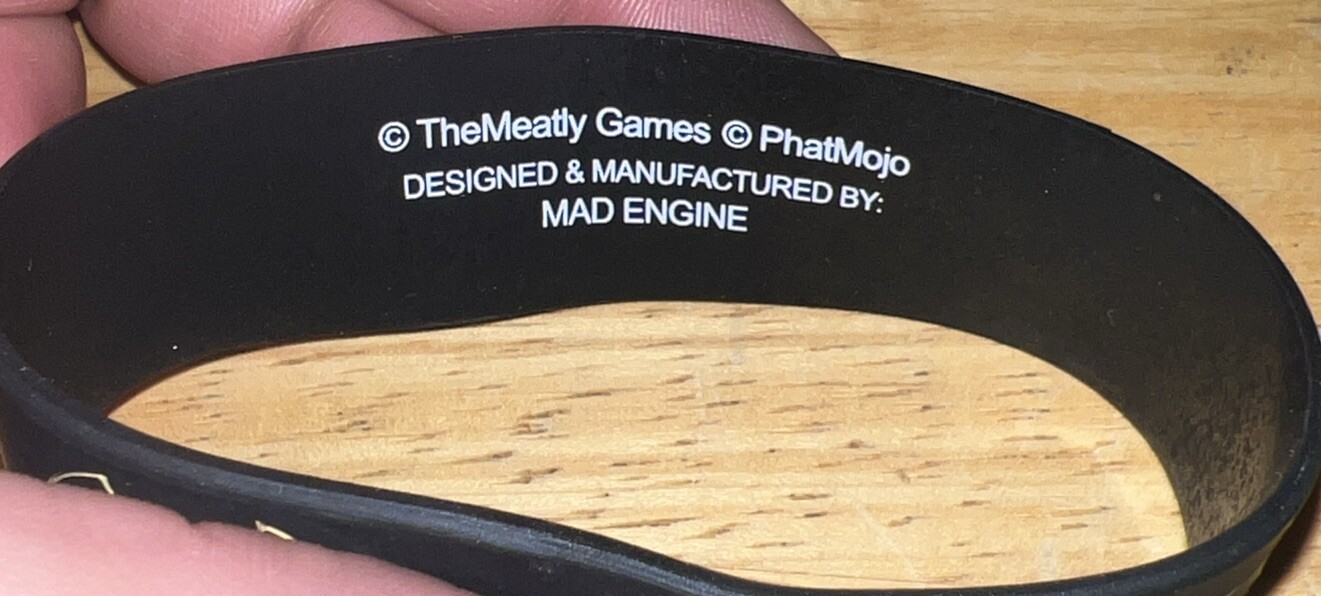 © TheMeatly Games © PhatMojo
DESIGNED & MANUFACTURED BY:
MAD ENGINE